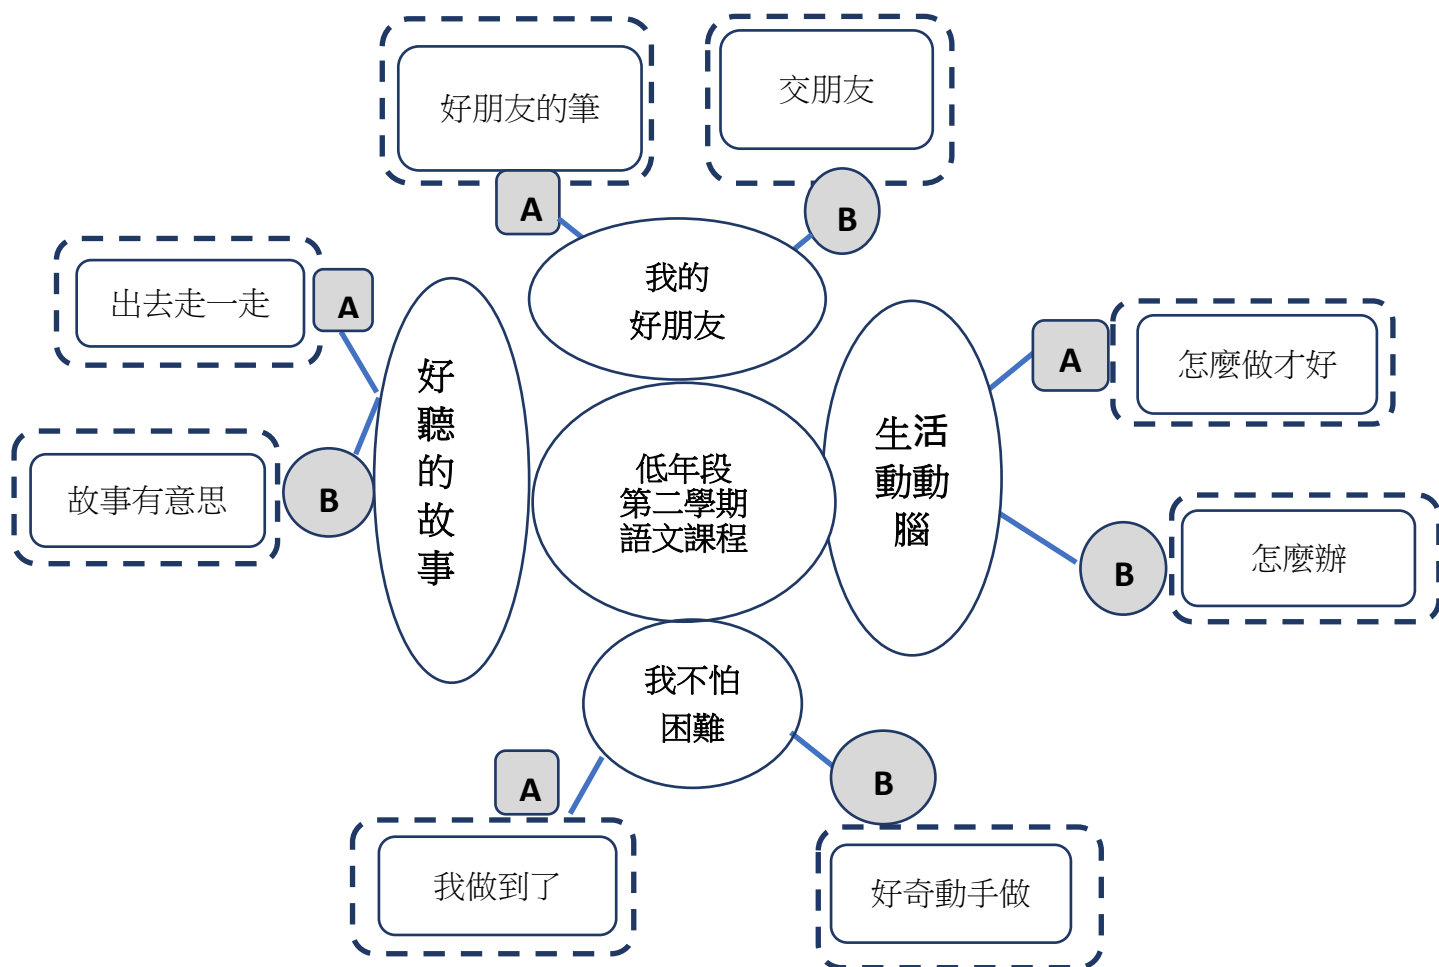 好朋友的筆
A
交朋友
B
我的
好朋友
出去走一走
A
故事有意思
B
好聽的故事
低年段
第二學期
語文課程
生活
動動
腦
A
怎麼做才好
B
怎麼辦
我不怕
困難
A
我做到了
B
好奇動手做